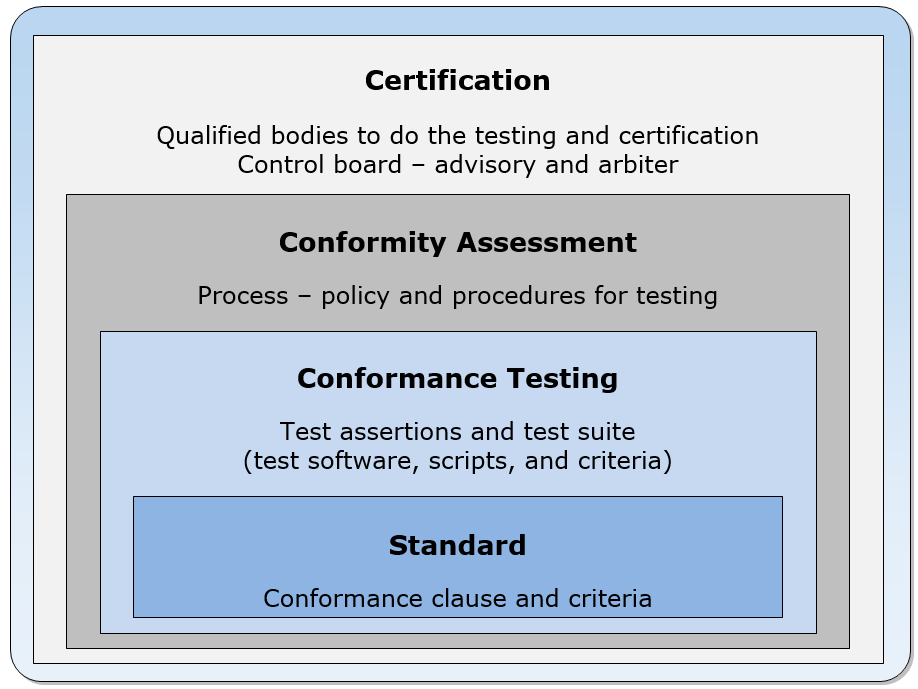 Certification
Qualified bodies to do the testing and certification
Control board – advisory and arbiter
Conformity Assessment
Process – policy and procedures for testing
Conformance Testing
Test assertions and test suite
(test software, scripts, and criteria)
Standard
Conformance clause and criteria